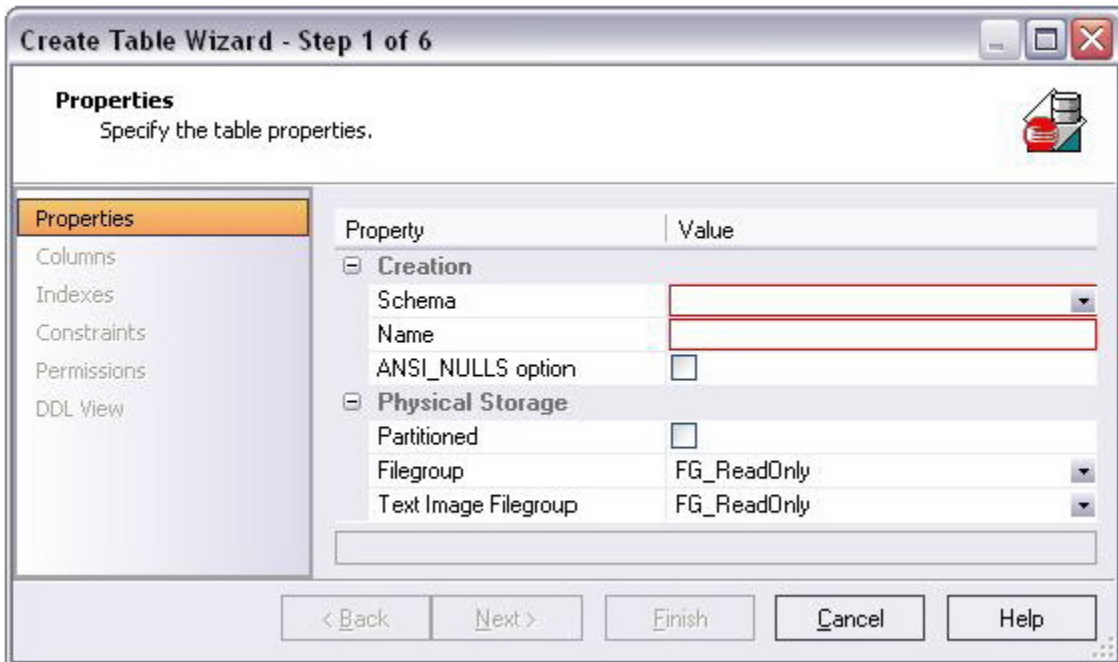 Create Table Wizard - Step 1 of 6
Properties
Specify the table properties.
Properties
Columns
Indexes
Constraints
Permissions
DDL View
Property Value
Creation
Schema
Name
ANSI_NULLS option
Physical Storage
Partitioned
Filegroup FG_ReadOnly
Text Image Filegroup FG_ReadOnly
< Back Next > Finish Cancel Help